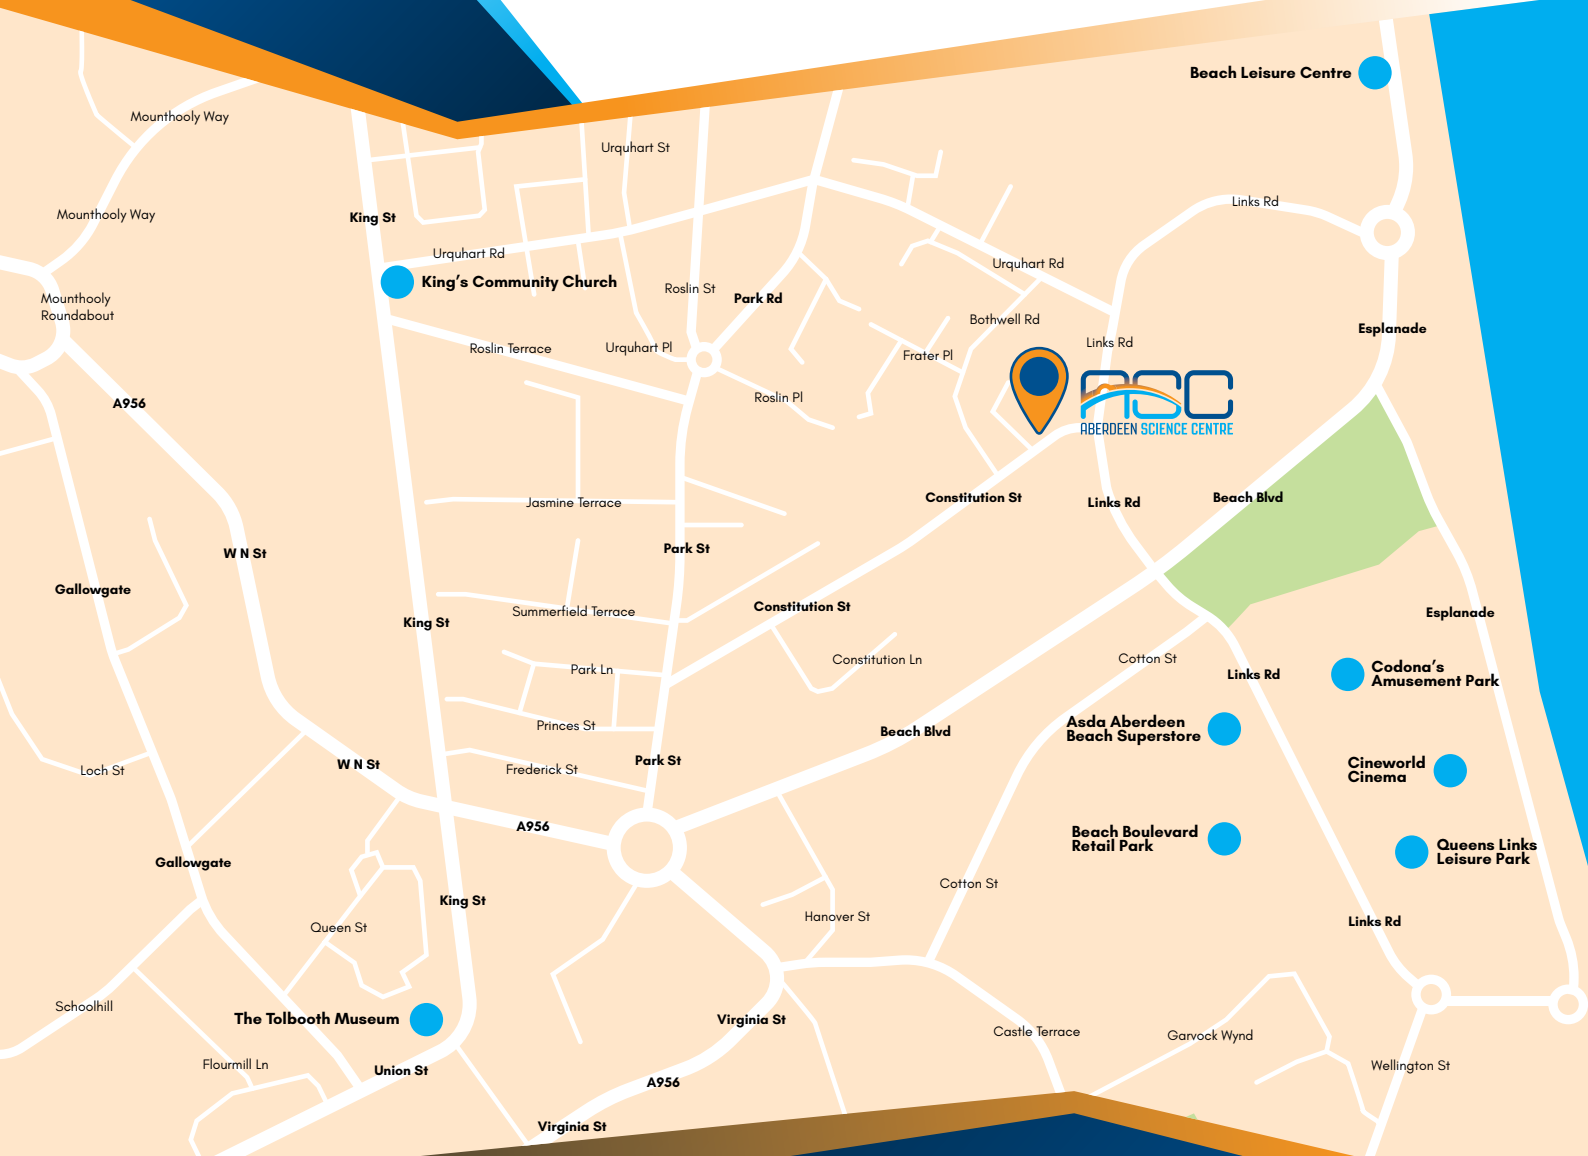 Beach Leisure Centre
Mounthooly Way
Urquhart St
Links Rd
Mounthooly Way
King St
Urquhart Rd
Urquhart Rd
King's Community Church
Roslin St
Park Rd
Mounthooly
Roundabout
Bothwell Rd
Esplanade
Links Rd
Roslin Terrace
Urquhart Pl
Frater Pl
A956
Roslin Pl
ASC
ABERDEEN SCIENCE CENTRE
Jasmine Terrace
Constitution St
Links Rd
Beach Blvd
W N St
Park St
Gallowgate
Summerfield Terrace
Constitution St
Esplanade
King St
Park Ln
Constitution Ln
Cotton St
Links Rd
Codona's
Amusement Park
Princes St
Beach Blvd
Asda Aberdeen
Beach Superstore
Loch St
W N St
Frederick St
Park St
Cineworld
Cinema
A956
Beach Boulevard
Retail Park
Queens Links
Leisure Park
Gallowgate
King St
Cotton St
Queen St
Hanover St
Links Rd
Schoolhill
The Tolbooth Museum
Virginia St
Castle Terrace
Garvock Wynd
Flourmill Ln
Union St
A956
Wellington St
Virginia St